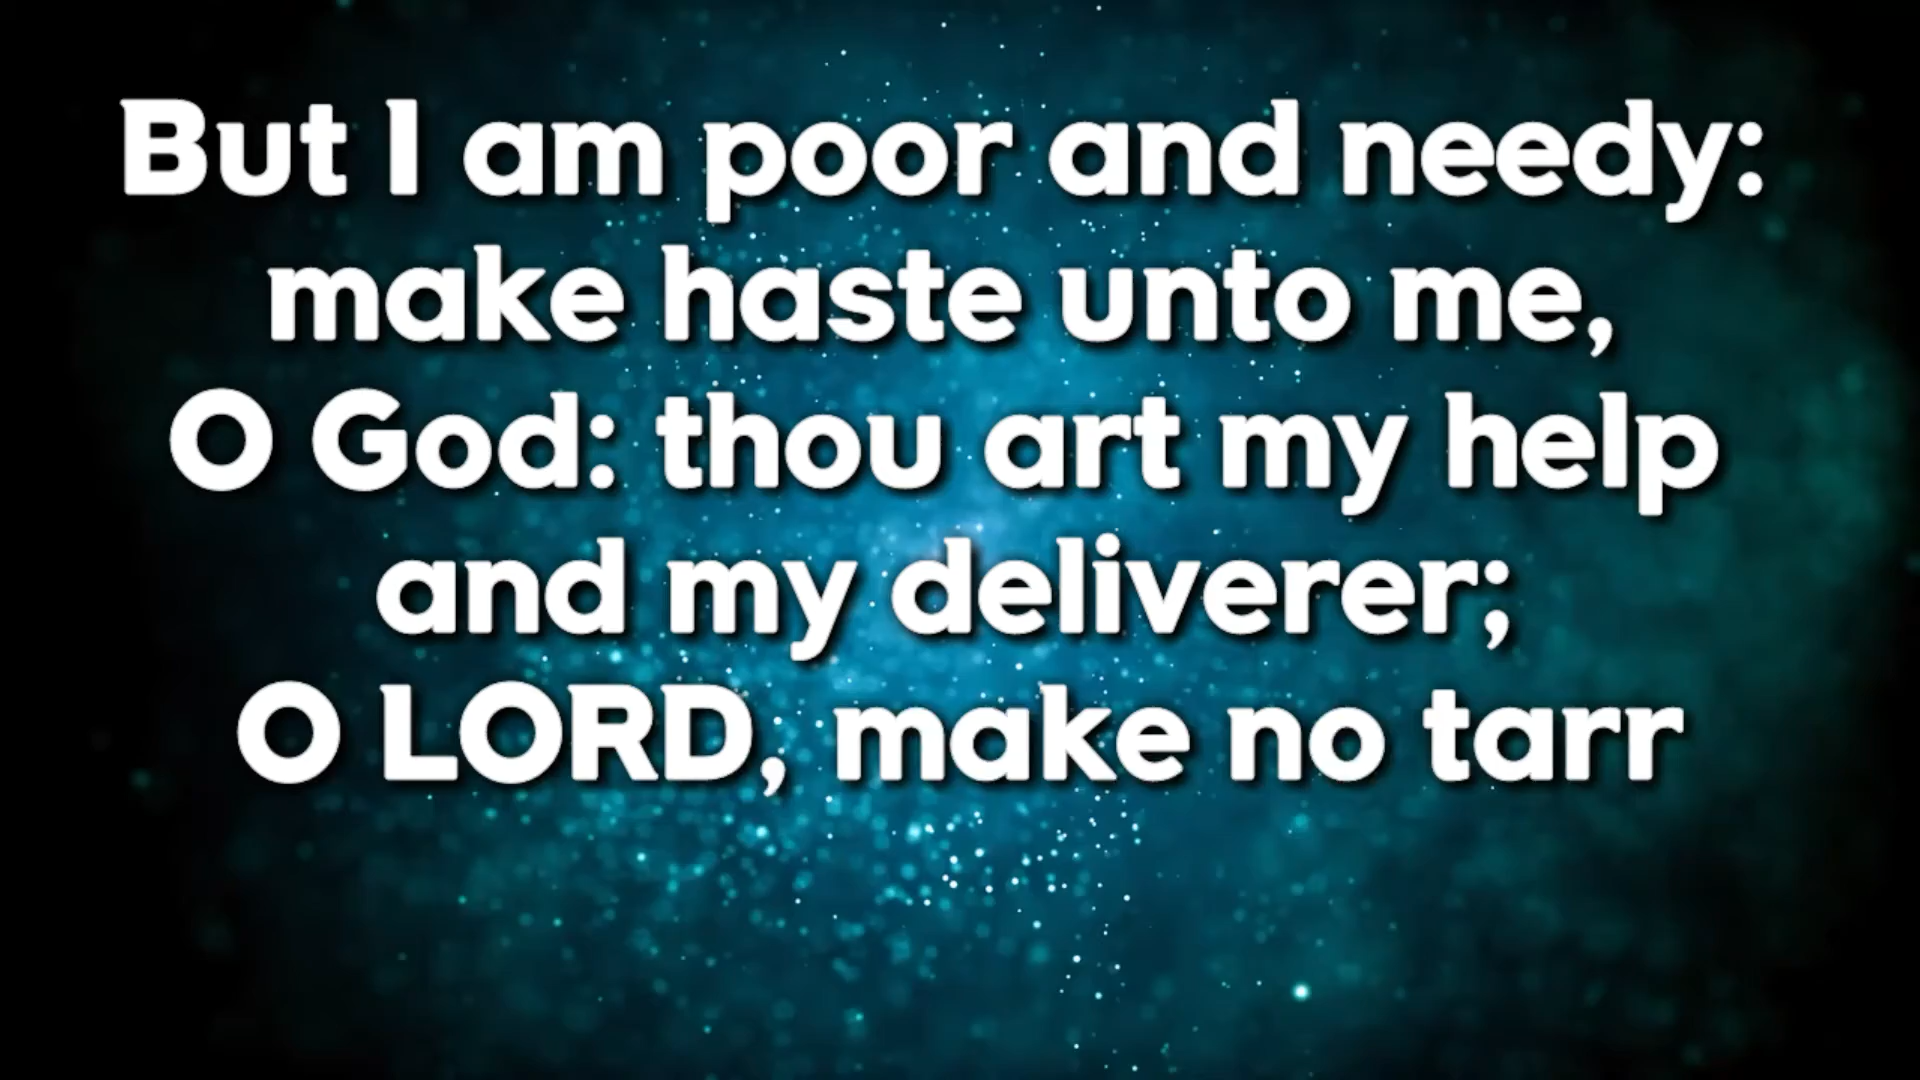 But I am poor and needy:
make haste unto me,
O God: thou art my help
and my deliverer;
O LORD, make no tarr